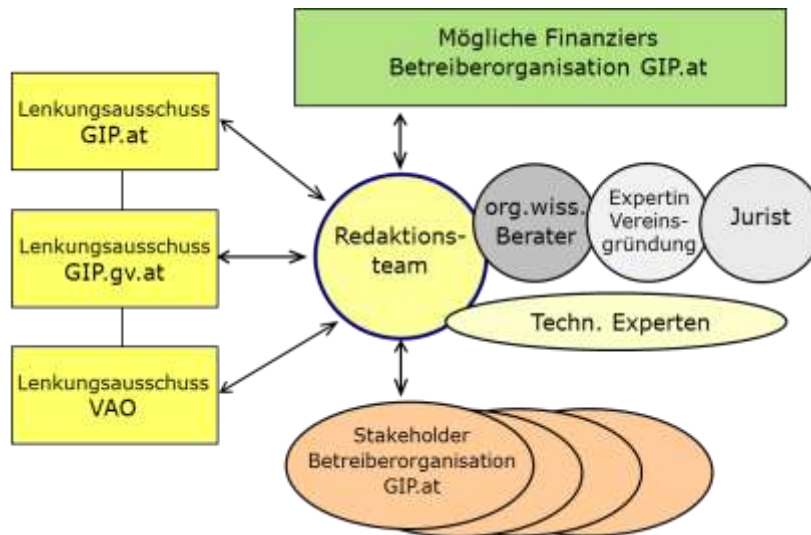 Mögliche Finanziers
Betreiberorganisation GIP.at
Lenkungsausschuss
GIP.at
Lenkungsausschuss
GIP.gv.at
Lenkungsausschuss
VAO
Redaktions-
team
org.wiss.
Berater
Expertin
Vereins-
gründung
Jurist
Techn. Experten
Stakeholder
Betreiberorganisation
GIP.at